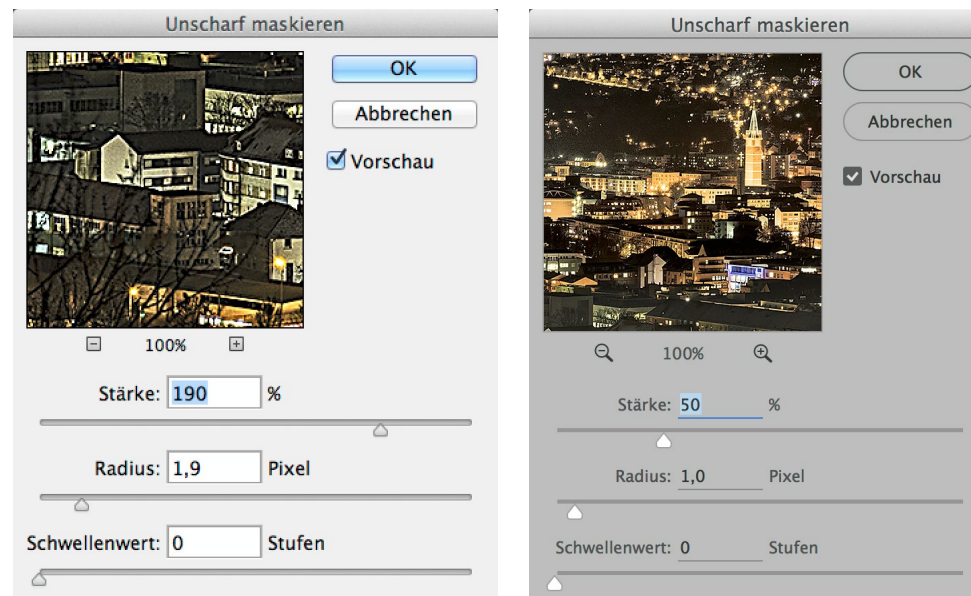 Unscharf maskieren
OK
Abbrechen
Vorschau
100%
Stärke: 190 %
Radius: 1,9 Pixel
Schwellenwert: 0 Stufen
Unscharf maskieren
OK
Abbrechen
Vorschau
100%
Stärke: 50 %
Radius: 1,0 Pixel
Schwellenwert: 0 Stufen